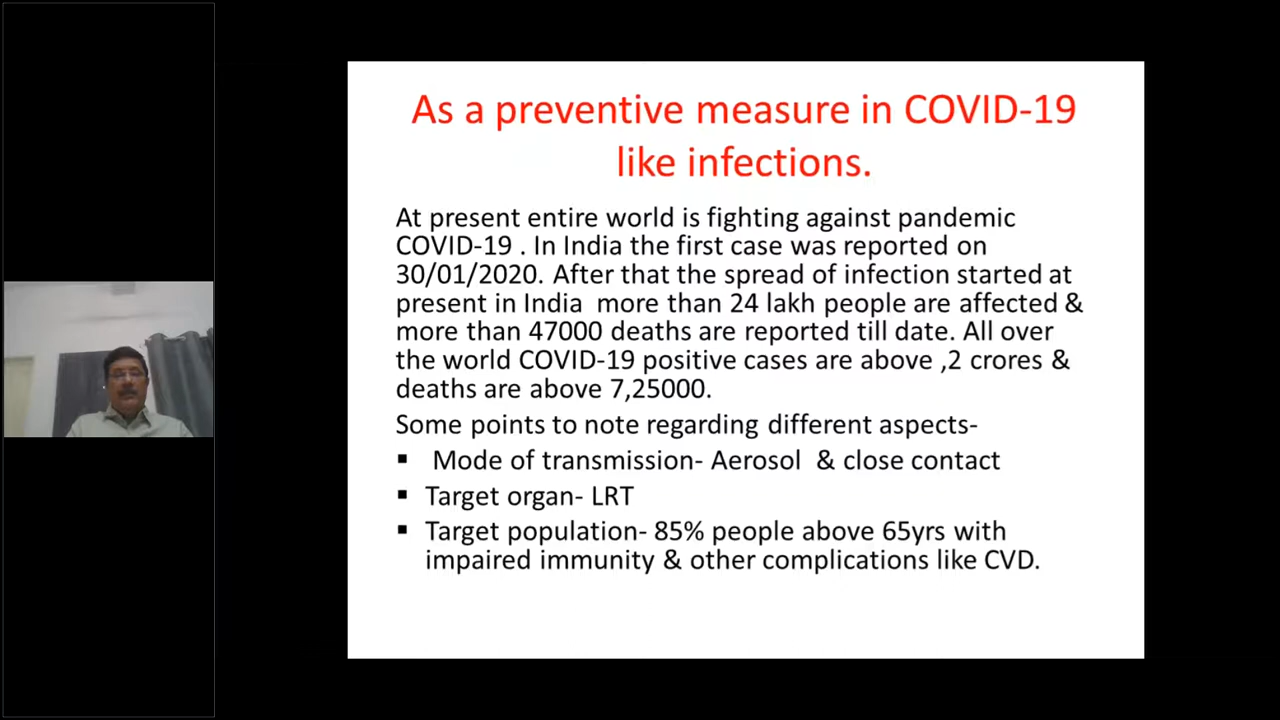 As a preventive measure in COVID-19
like infections.
At present entire world is fighting against pandemic
COVID-19 . In India the first case was reported on
30/01/2020. After that the spread of infection started at
present in India  more than 24 lakh people are affected &
more than 47000 deaths are reported till date. All over
the world COVID-19 positive cases are above ,2 crores &
deaths are above 7,25000.
Some points to note regarding different aspects-
▪ Mode of transmission- Aerosol  & close contact
▪ Target organ- LRT
▪ Target population- 85% people above 65yrs with
impaired immunity & other complications like CVD.